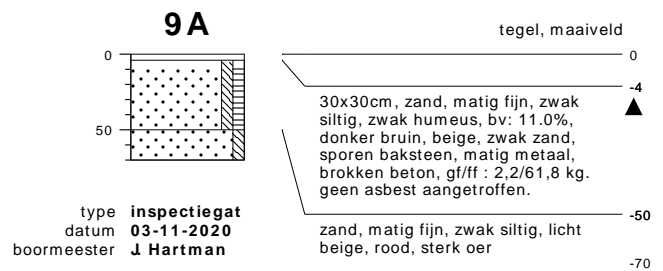 9A
tegel, maaiveld
0
0
-4
30x30cm, zand, matig fijn, zwak
siltig, zwak humeus, bv: 11.0%,
donker bruin, beige, zwak zand,
sporen baksteen, matig metaal,
brokken beton, gf/ff : 2,2/61,8 kg.
geen asbest aangetroffen.
50
-50
zand, matig fijn, zwak siltig, licht
beige, rood, sterk oer
-70
type inspectiegat
datum 03-11-2020
boormeester J. Hartman